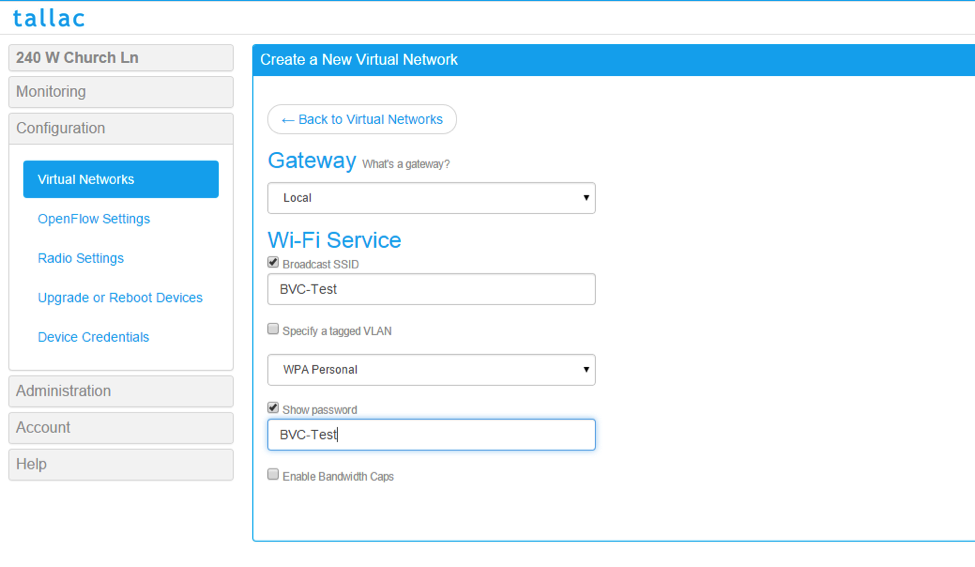 tallac
240 W Church Ln
Monitoring
Configuration
Virtual Networks
OpenFlow Settings
Radio Settings
Upgrade or Reboot Devices
Device Credentials
Administration
Account
Help
Create a New Virtual Network
← Back to Virtual Networks
Gateway What's a gateway?
Local
Wi-Fi Service
Broadcast SSID
BVC-Test
Specify a tagged VLAN
WPA Personal
Show password
BVC-Test
Enable Bandwidth Caps